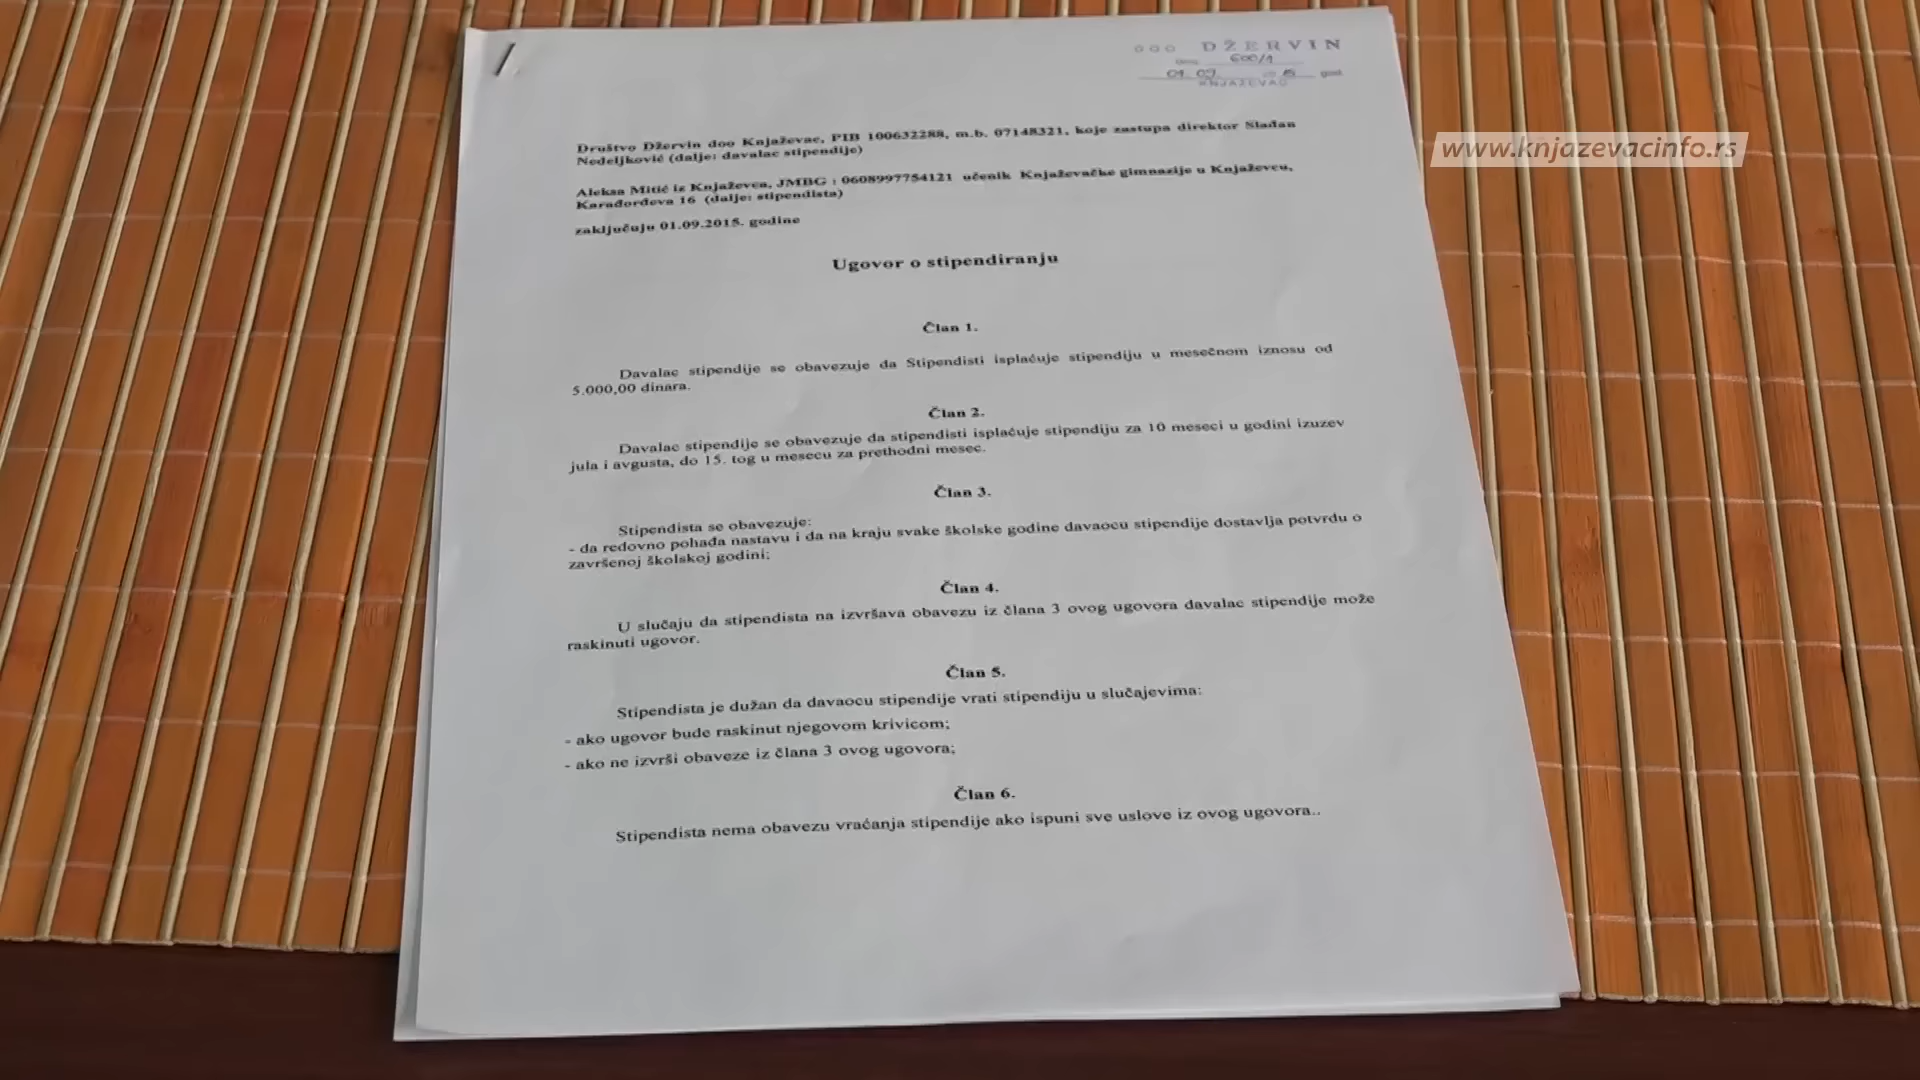 DOO DŽERVIN
600/1
01.09. 15 god.
KNJAŽEVAC
www.knjazevacinfo.rs
Društvo Džervin doo Knjaževac, PIB 100632288, m.b. 07148321, koje zastupa direktor Slađan
Nedeljković (dalje: davalac stipendije)
Aleksa Mitić iz Knjaževca, JMBG : 0608997754121 učenik Knjaževačke gimnazije u Knjaževcu,
Karađorđeva 16 (dalje: stipendista)
zaključuju 01.09.2015. godine
Ugovor o stipendiranju
Član 1.
Davalac stipendije se obavezuje da Stipendisti isplaćuje stipendiju u mesečnom iznosu od
5.000,00 dinara.
Član 2.
Davalac stipendije se obavezuje da stipendisti isplaćuje stipendiju za 10 meseci u godini izuzev
jula i avgusta, do 15. tog u mesecu za prethodni mesec.
Član 3.
Stipendista se obavezuje:
- da redovno pohađa nastavu i da na kraju svake školske godine davaocu stipendije dostavlja potvrdu o
završenoj školskoj godini;
Član 4.
U slučaju da stipendista na izvršava obavezu iz člana 3 ovog ugovora davalac stipendije može
raskinuti ugovor.
Član 5.
Stipendista je dužan da davaocu stipendije vrati stipendiju u slučajevima:
- ako ugovor bude raskinut njegovom krivicom;
- ako ne izvrši obaveze iz člana 3 ovog ugovora;
Član 6.
Stipendista nema obavezu vraćanja stipendije ako ispuni sve uslove iz ovog ugovora..